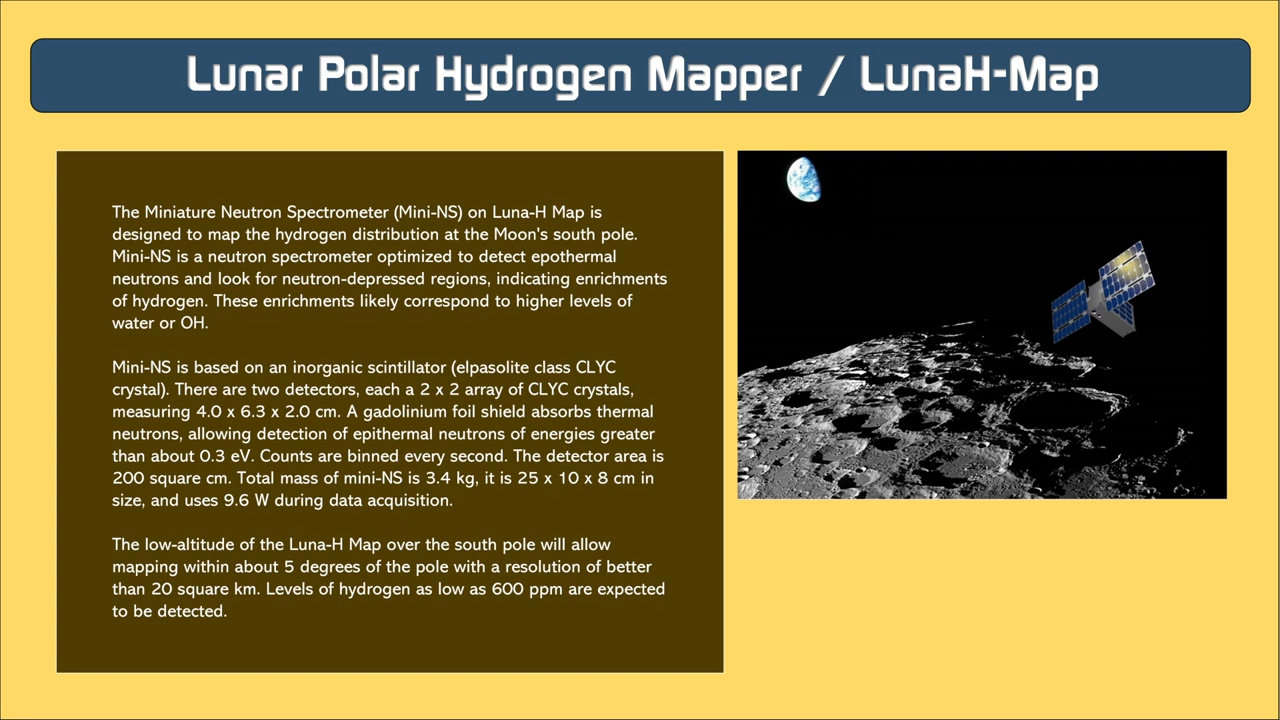 Lunar Polar Hydrogen Mapper / LunaH-Map
The Miniature Neutron Spectrometer (Mini-NS) on Luna-H Map is
designed to map the hydrogen distribution at the Moon's south pole.
Mini-NS is a neutron spectrometer optimized to detect epothermal
neutrons and look for neutron-depressed regions, indicating enrichments
of hydrogen. These enrichments likely correspond to higher levels of
water or OH.
Mini-NS is based on an inorganic scintillator (elpasolite class CLYC
crystal). There are two detectors, each a 2 x 2 array of CLYC crystals,
measuring 4.0 x 6.3 x 2.0 cm. A gadolinium foil shield absorbs thermal
neutrons, allowing detection of epithermal neutrons of energies greater
than about 0.3 eV. Counts are binned every second. The detector area is
200 square cm. Total mass of mini-NS is 3.4 kg, it is 25 x 10 x 8 cm in
size, and uses 9.6 W during data acquisition.
The low-altitude of the Luna-H Map over the south pole will allow
mapping within about 5 degrees of the pole with a resolution of better
than 20 square km. Levels of hydrogen as low as 600 ppm are expected
to be detected.